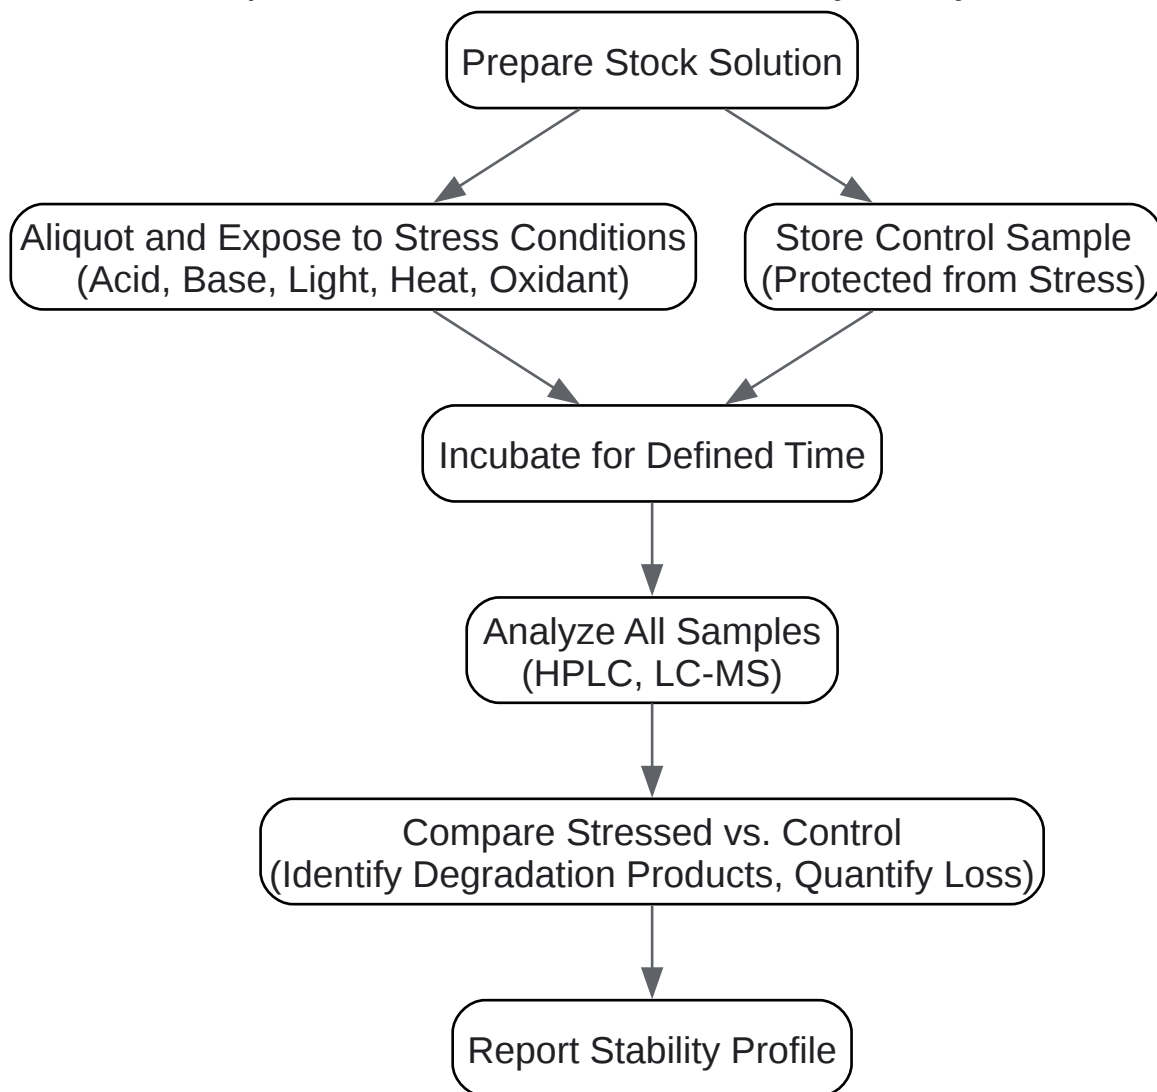 Prepare Stock Solution
Aliquot and Expose to Stress Conditions
(Acid, Base, Light, Heat, Oxidant)
Store Control Sample
(Protected from Stress)
Incubate for Defined Time
Analyze All Samples
(HPLC, LC-MS)
Compare Stressed vs. Control
(Identify Degradation Products, Quantify Loss)
Report Stability Profile